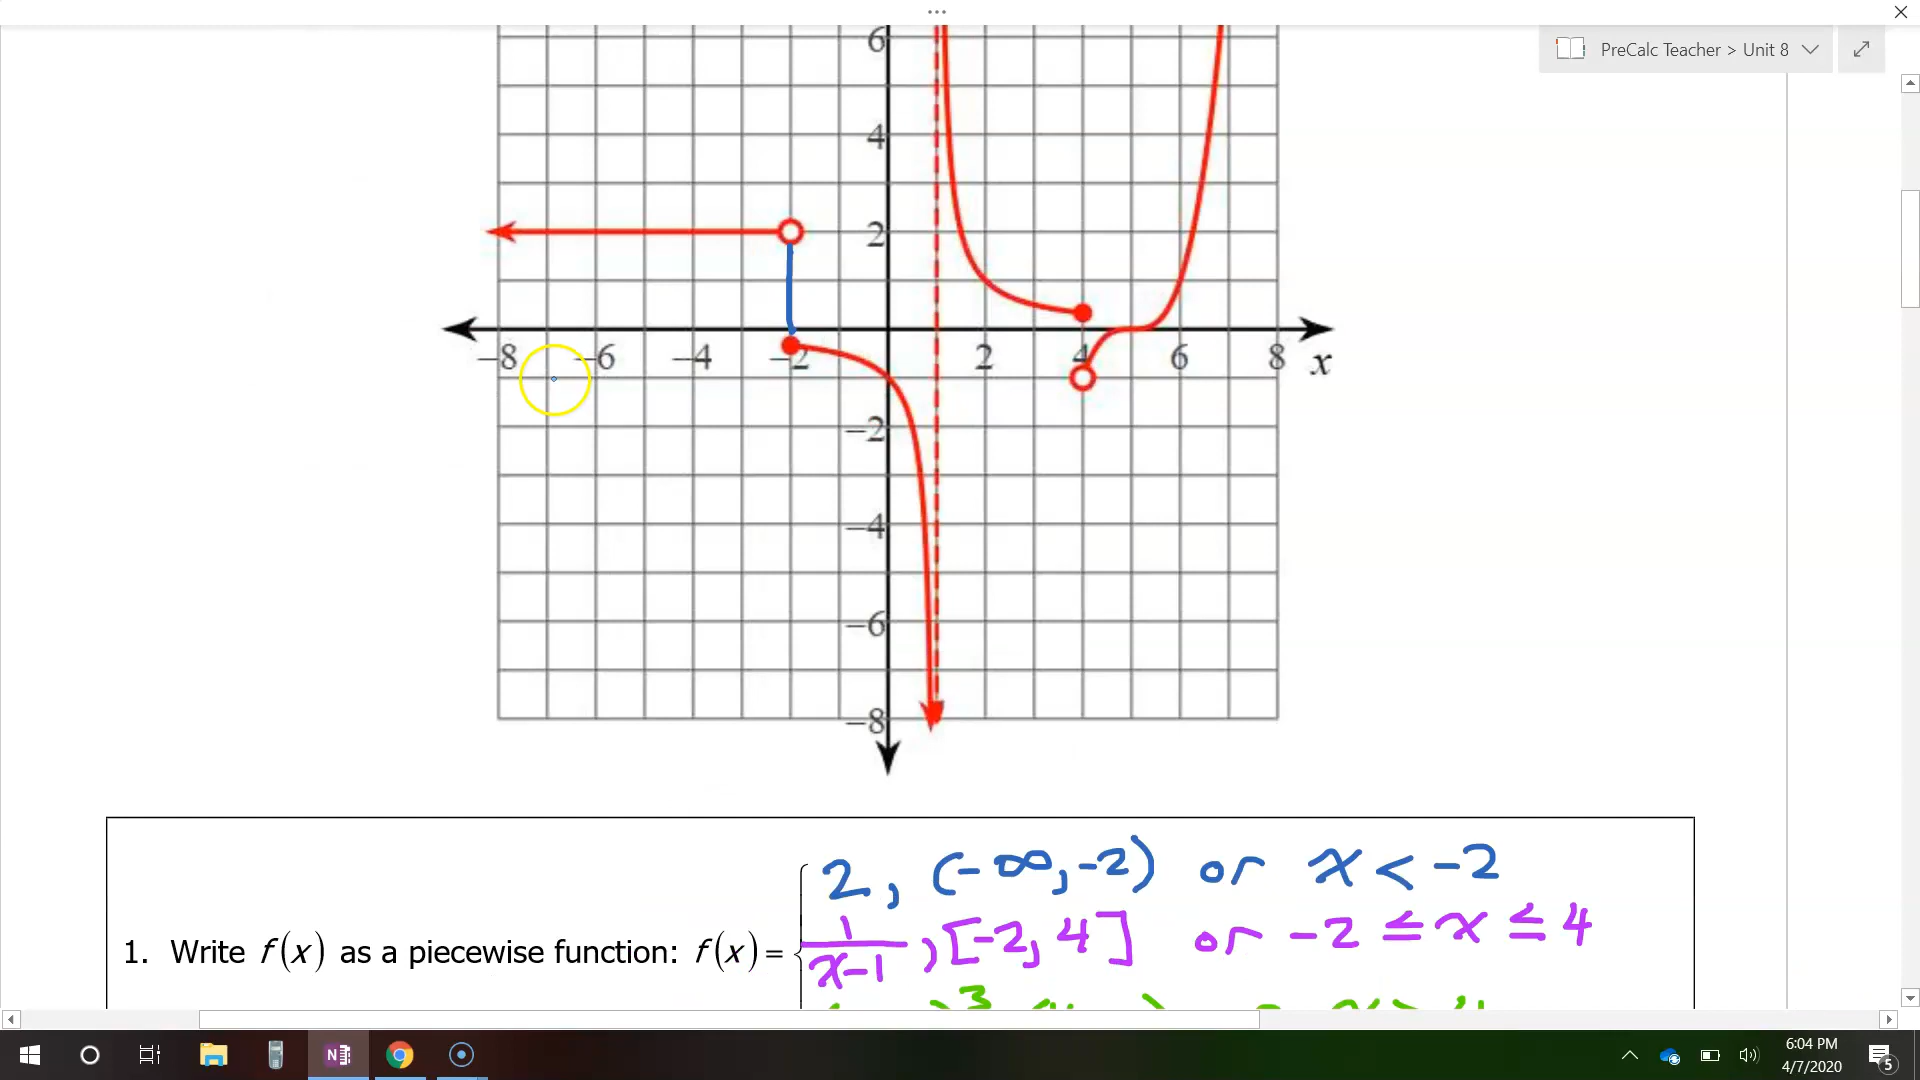 ...
PreCalc Teacher > Unit 8
6
4
2
-8 -6 -4 -2 2 4 6 8 x
-2
-4
-6
-8
2, (-∞, -2) or x < -2
1. Write f(x) as a piecewise function: f(x) =
1/(x-1), [-2, 4] or -2 ≤ x ≤ 4
6:04 PM
4/7/2020
5